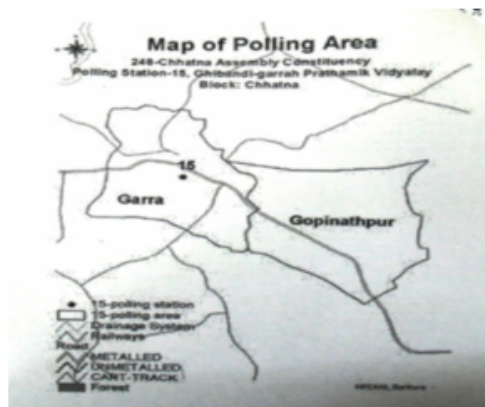 Map of Polling Area
248-Chhatna Assembly Constituency
Polling Station-15, Ghibandi-garrah Prathamik Vidyalay
Block: Chhatna
15
Garra
Gopinathpur
15-polling station
15-polling area
Drainage System
Railways
Road
METALLED
UNMETALLED
CART-TRACK
Forest